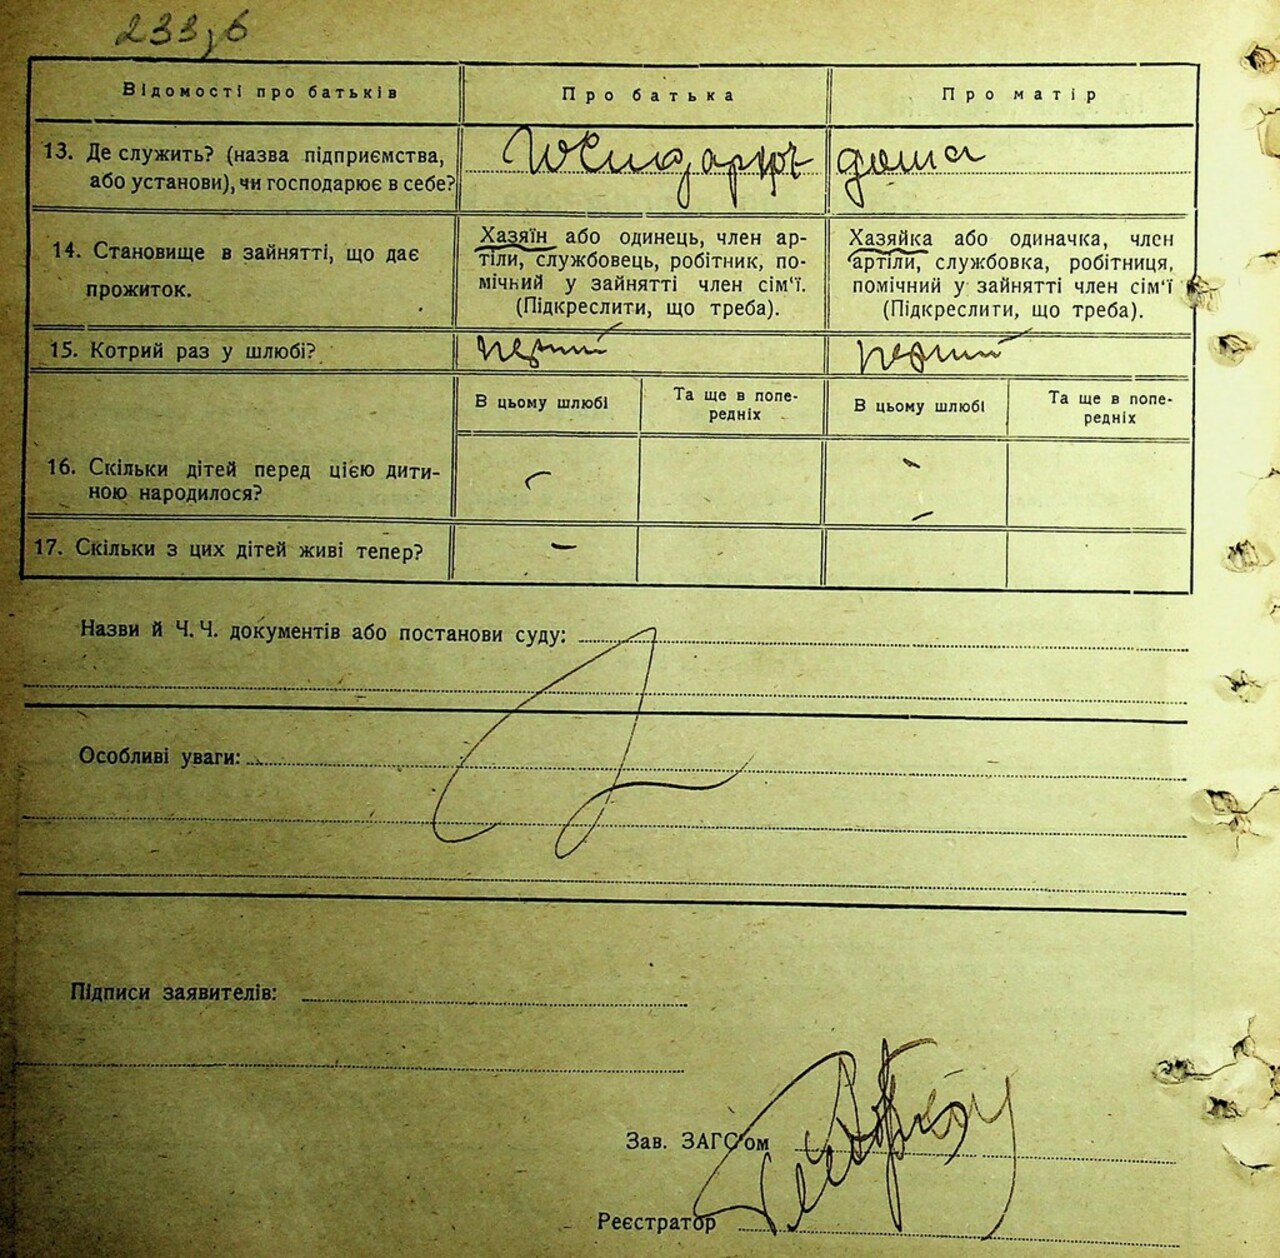 233,б
Відомості про батьків
Про батька
Про матір
13. Де служить? (назва підприємства,
або установи), чи господарює в себе?
дома
14. Становище в зайнятті, що дає
прожиток.
Хазяїн або одинець, член ар-
тіли, службовець, робітник, по-
мічний у зайнятті член сім'ї.
(Підкреслити, що треба).
Хазяйка або одиначка, член
артіли, службовка, робітниця,
помічний у зайнятті член сім'ї
(Підкреслити, що треба).
15. Котрий раз у шлюбі?
перший
перший
В цьому шлюбі
Та ще в попе-
редніх
В цьому шлюбі
Та ще в попе-
редніх
16. Скільки дітей перед цією дити-
ною народилося?
17. Скільки з цих дітей живі тепер?
Назви й Ч. Ч. документів або постанови суду:
Особливі уваги:
Підписи заявителів:
Зав. ЗАГС'ом
Реєстратор